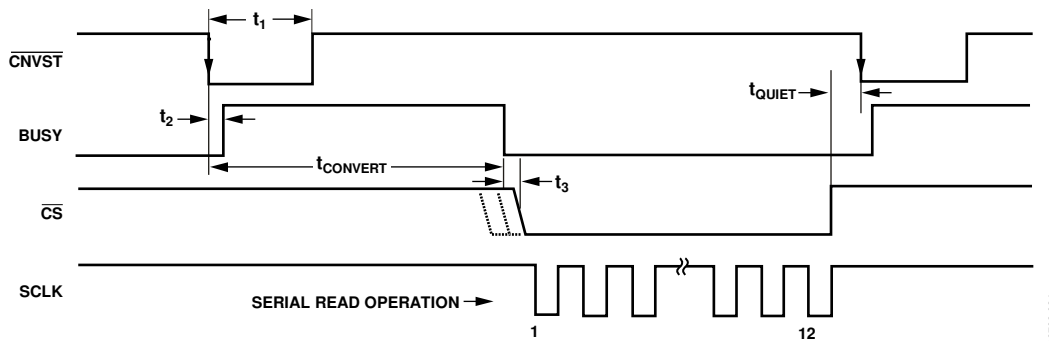 t1
CNVST
tQUIET
t2
BUSY
tCONVERT
t3
CS
SCLK
SERIAL READ OPERATION
1
12